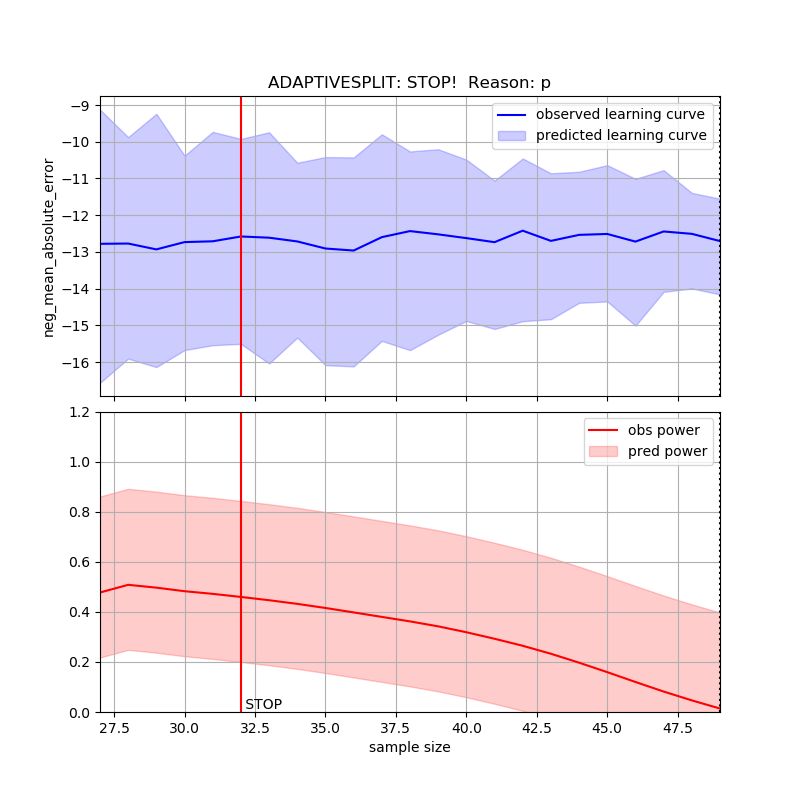 ADAPTIVESPLIT: STOP!  Reason: p
neg_mean_absolute_error
−9
−10
−11
−12
−13
−14
−15
−16
observed learning curve
predicted learning curve
1.2
1.0
0.8
0.6
0.4
0.2
0.0
obs power
pred power
STOP
27.5 30.0 32.5 35.0 37.5 40.0 42.5 45.0 47.5
sample size